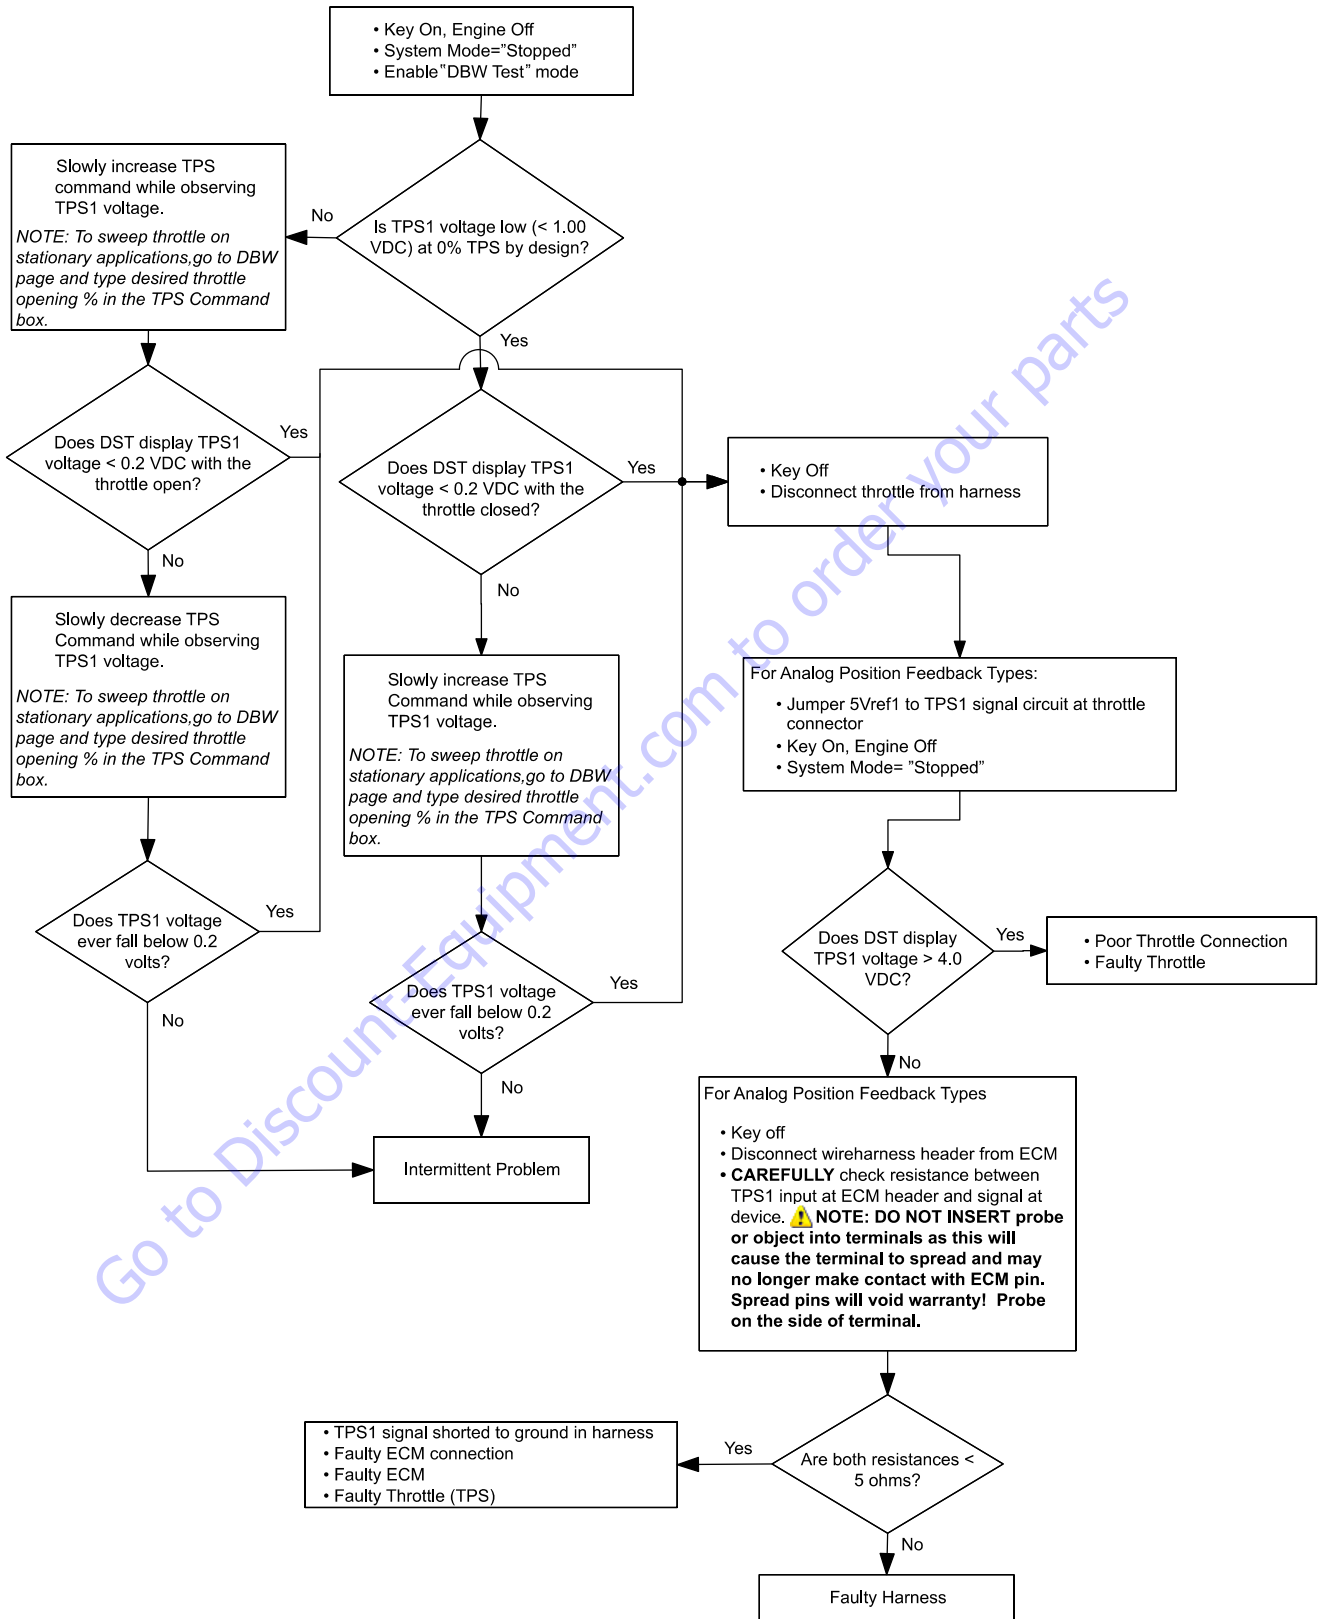 • Key On, Engine Off
• System Mode="Stopped"
• Enable "DBW Test" mode
Is TPS1 voltage low (< 1.00
VDC) at 0% TPS by design?
No
Yes
Slowly increase TPS
command while observing
TPS1 voltage.
NOTE: To sweep throttle on
stationary applications,go to DBW
page and type desired throttle
opening % in the TPS Command
box.
Does DST display TPS1
voltage < 0.2 VDC with the
throttle open?
Yes
No
Slowly decrease TPS
Command while observing
TPS1 voltage.
NOTE: To sweep throttle on
stationary applications,go to DBW
page and type desired throttle
opening % in the TPS Command
box.
Does TPS1 voltage
ever fall below 0.2
volts?
Yes
No
Does DST display TPS1
voltage < 0.2 VDC with the
throttle closed?
Yes
No
Slowly increase TPS
Command while observing
TPS1 voltage.
NOTE: To sweep throttle on
stationary applications,go to DBW
page and type desired throttle
opening % in the TPS Command
box.
Does TPS1 voltage
ever fall below 0.2
volts?
Yes
No
Intermittent Problem
• Key Off
• Disconnect throttle from harness
For Analog Position Feedback Types:
• Jumper 5Vref1 to TPS1 signal circuit at throttle
connector
• Key On, Engine Off
• System Mode= "Stopped"
Does DST display
TPS1 voltage > 4.0
VDC?
Yes
• Poor Throttle Connection
• Faulty Throttle
No
For Analog Position Feedback Types
• Key off
• Disconnect wireharness header from ECM
• CAREFULLY check resistance between
TPS1 input at ECM header and signal at
device. NOTE: DO NOT INSERT probe
or object into terminals as this will
cause the terminal to spread and may
no longer make contact with ECM pin.
Spread pins will void warranty! Probe
on the side of terminal.
Are both resistances <
5 ohms?
Yes
• TPS1 signal shorted to ground in harness
• Faulty ECM connection
• Faulty ECM
• Faulty Throttle (TPS)
No
Faulty Harness
Go to Discount-Equipment.com to order your parts